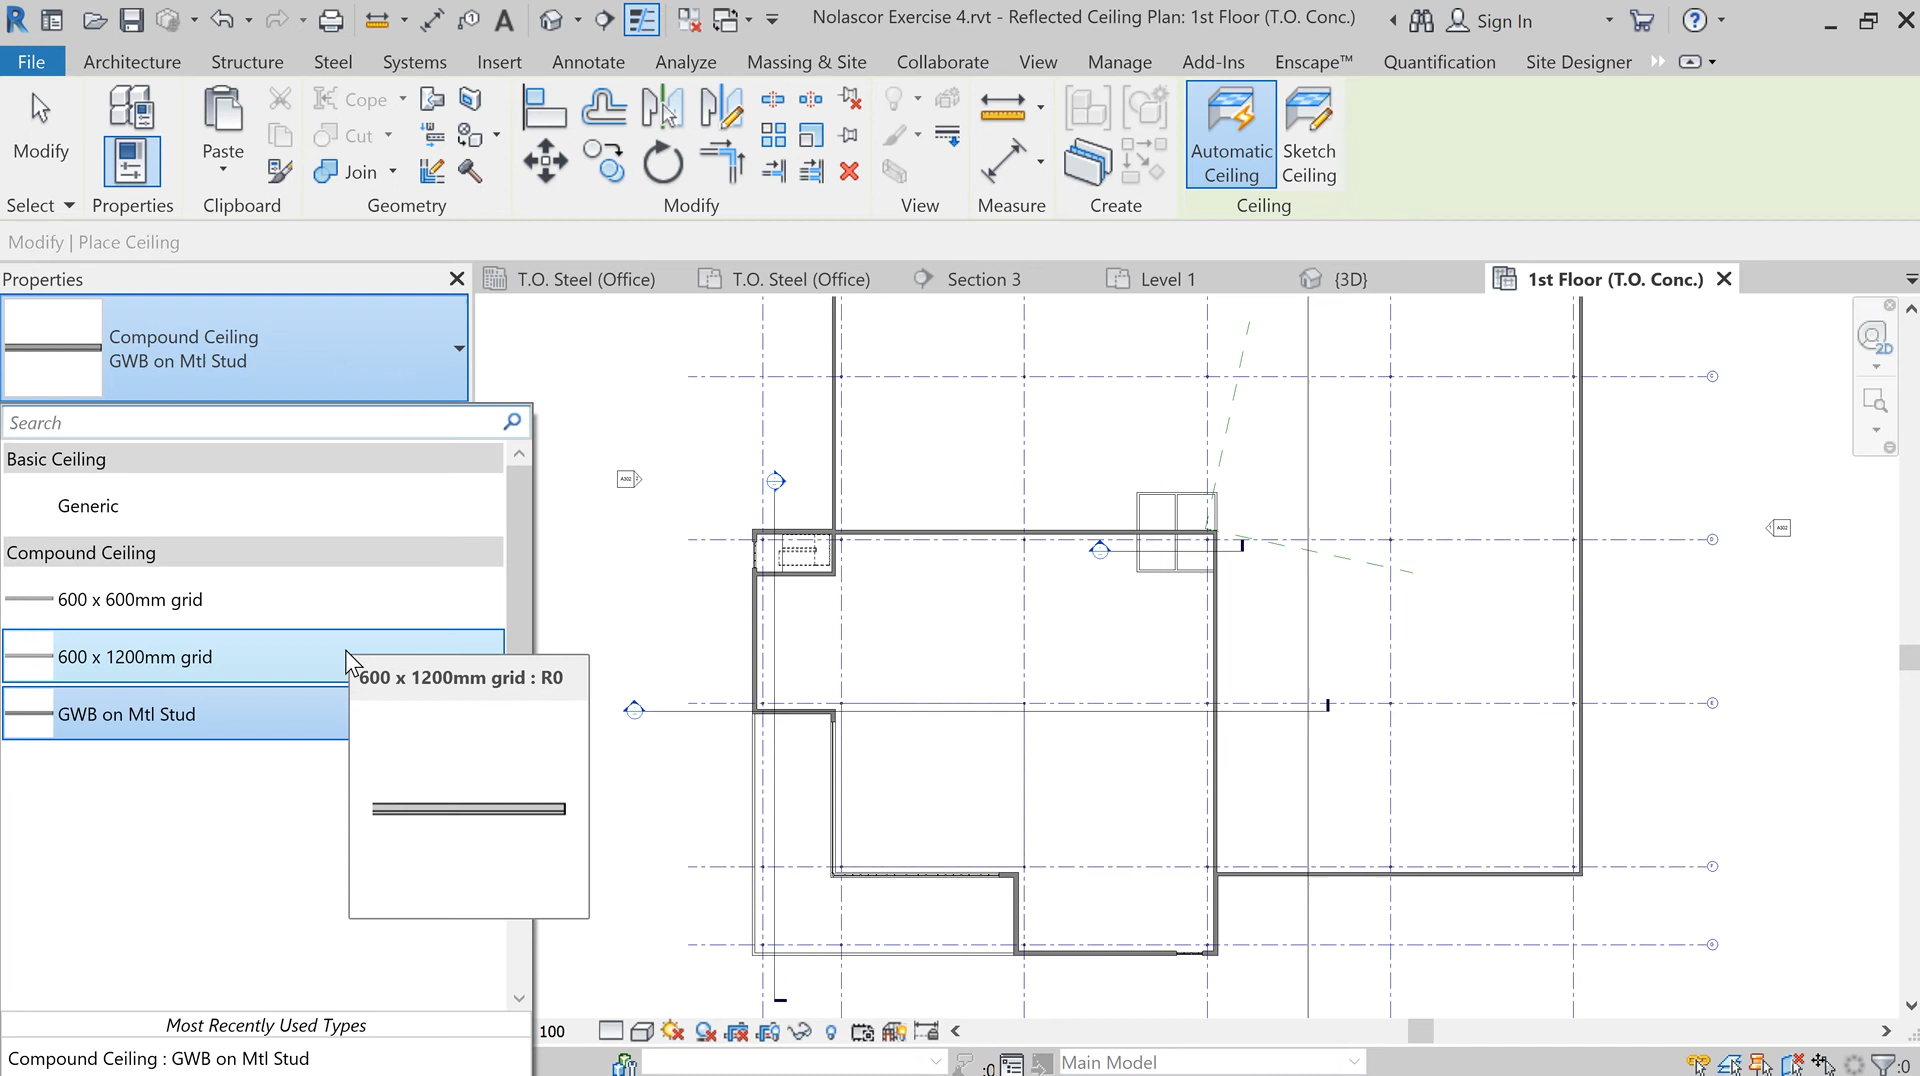 Nolascor Exercise 4.rvt - Reflected Ceiling Plan: 1st Floor (T.O. Conc.)
Sign In
File Architecture Structure Steel Systems Insert Annotate Analyze Massing & Site Collaborate View Manage Add-Ins Enscape™ Quantification Site Designer
Modify
Paste
Cope
Cut
Join
Automatic Ceiling
Sketch Ceiling
Select Properties Clipboard Geometry Modify View Measure Create Ceiling
Modify | Place Ceiling
Properties
T.O. Steel (Office) T.O. Steel (Office) Section 3 Level 1 {3D} 1st Floor (T.O. Conc.)
Compound Ceiling
GWB on Mtl Stud
2D
Search
Basic Ceiling
Generic
Compound Ceiling
600 x 600mm grid
600 x 1200mm grid
600 x 1200mm grid : R0
GWB on Mtl Stud
Most Recently Used Types
Compound Ceiling : GWB on Mtl Stud
100
:0
Main Model
:0